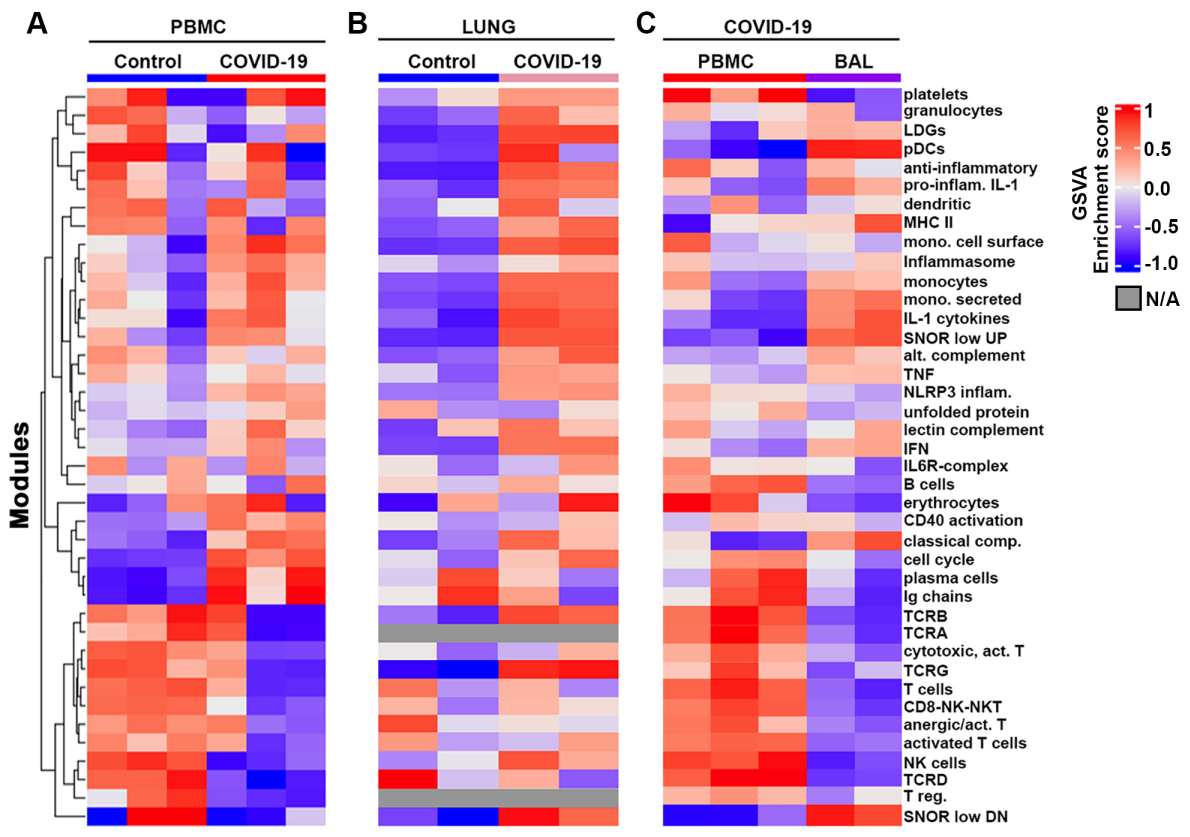 A
B
C
PBMC
LUNG
COVID-19
Control COVID-19
Control COVID-19
PBMC BAL
Modules
platelets
granulocytes
LDGs
pDCs
anti-inflammatory
pro-inflam. IL-1
dendritic
MHC II
mono. cell surface
Inflammasome
monocytes
mono. secreted
IL-1 cytokines
SNOR low UP
alt. complement
TNF
NLRP3 inflam.
unfolded protein
lectin complement
IFN
IL6R-complex
B cells
erythrocytes
CD40 activation
classical comp.
cell cycle
plasma cells
Ig chains
TCRB
TCRA
cytotoxic, act. T
TCRG
T cells
CD8-NK-NKT
anergic/act. T
activated T cells
NK cells
TCRD
T reg.
SNOR low DN
GSVA
Enrichment score
1
0.5
0.0
-0.5
-1.0
N/A